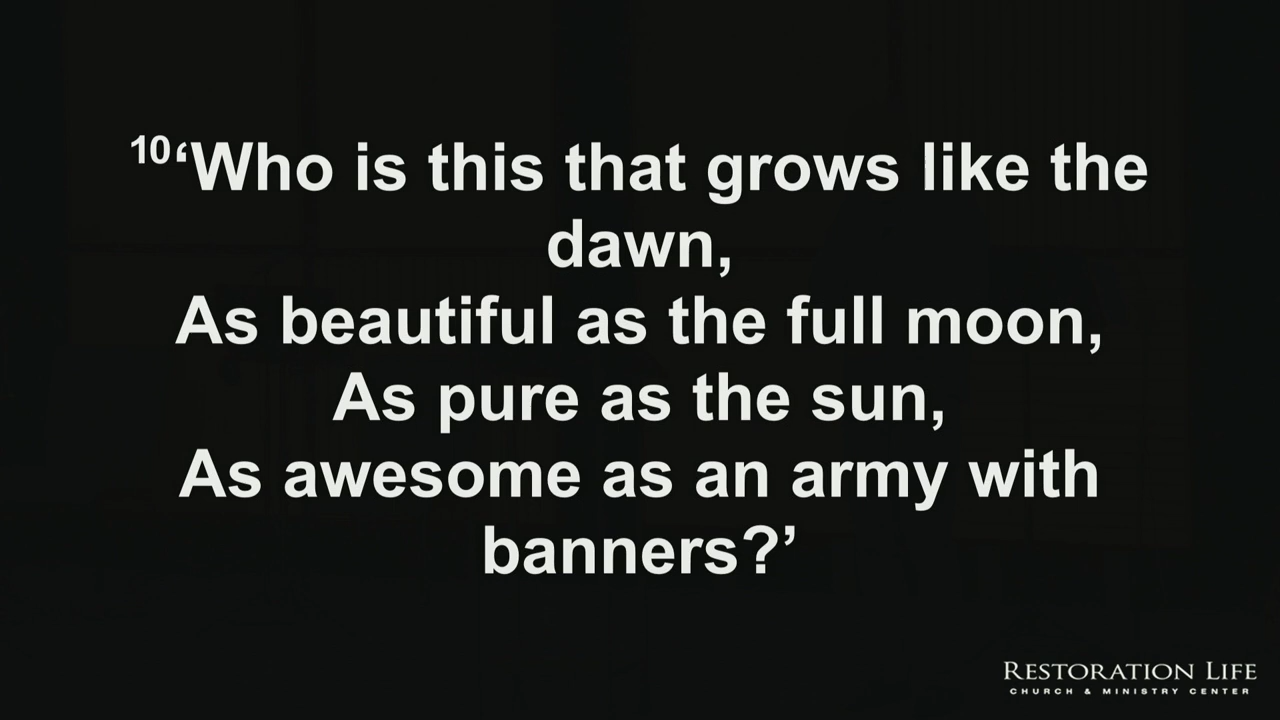 10‘Who is this that grows like the
dawn,
As beautiful as the full moon,
As pure as the sun,
As awesome as an army with
banners?’
RESTORATION LIFE
CHURCH & MINISTRY CENTER